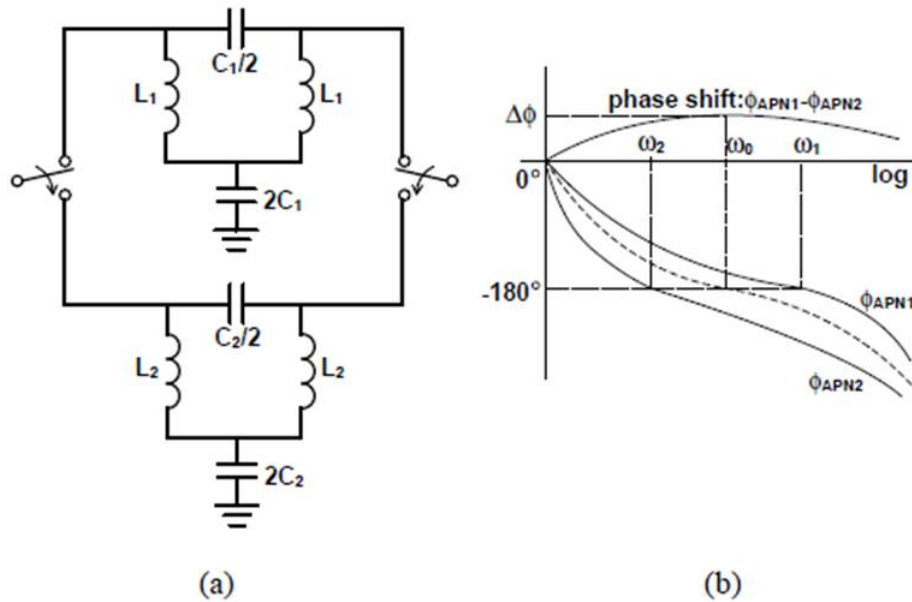 C₁/2
L₁
L₁
2C₁
C₂/2
L₂
L₂
2C₂
(a)
phase shift:ϕAPN1-ϕAPN2
Δϕ
ω₂
ω₀
ω₁
0°
log
-180°
ϕAPN1
ϕAPN2
(b)